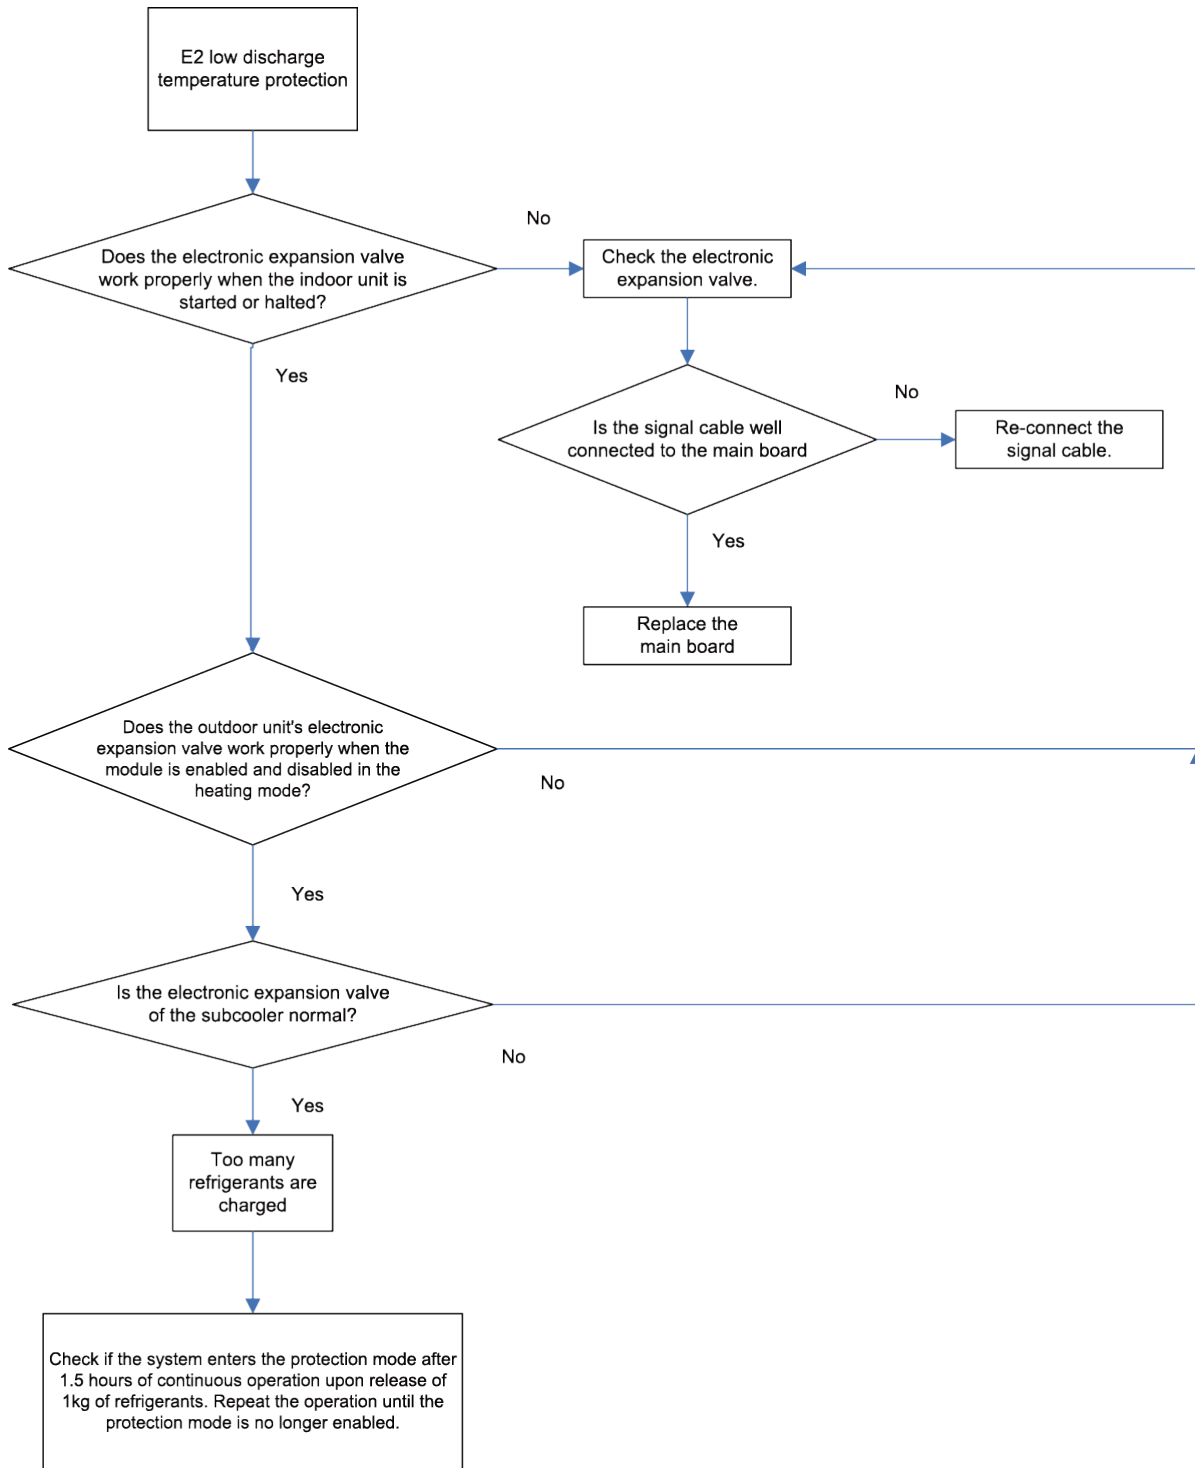 E2 low discharge
temperature protection
Does the electronic expansion valve
work properly when the indoor unit is
started or halted?
No
Check the electronic
expansion valve.
Yes
Is the signal cable well
connected to the main board
No
Re-connect the
signal cable.
Yes
Replace the
main board
Does the outdoor unit's electronic
expansion valve work properly when the
module is enabled and disabled in the
heating mode?
No
Yes
Is the electronic expansion valve
of the subcooler normal?
No
Yes
Too many
refrigerants are
charged
Check if the system enters the protection mode after
1.5 hours of continuous operation upon release of
1kg of refrigerants. Repeat the operation until the
protection mode is no longer enabled.